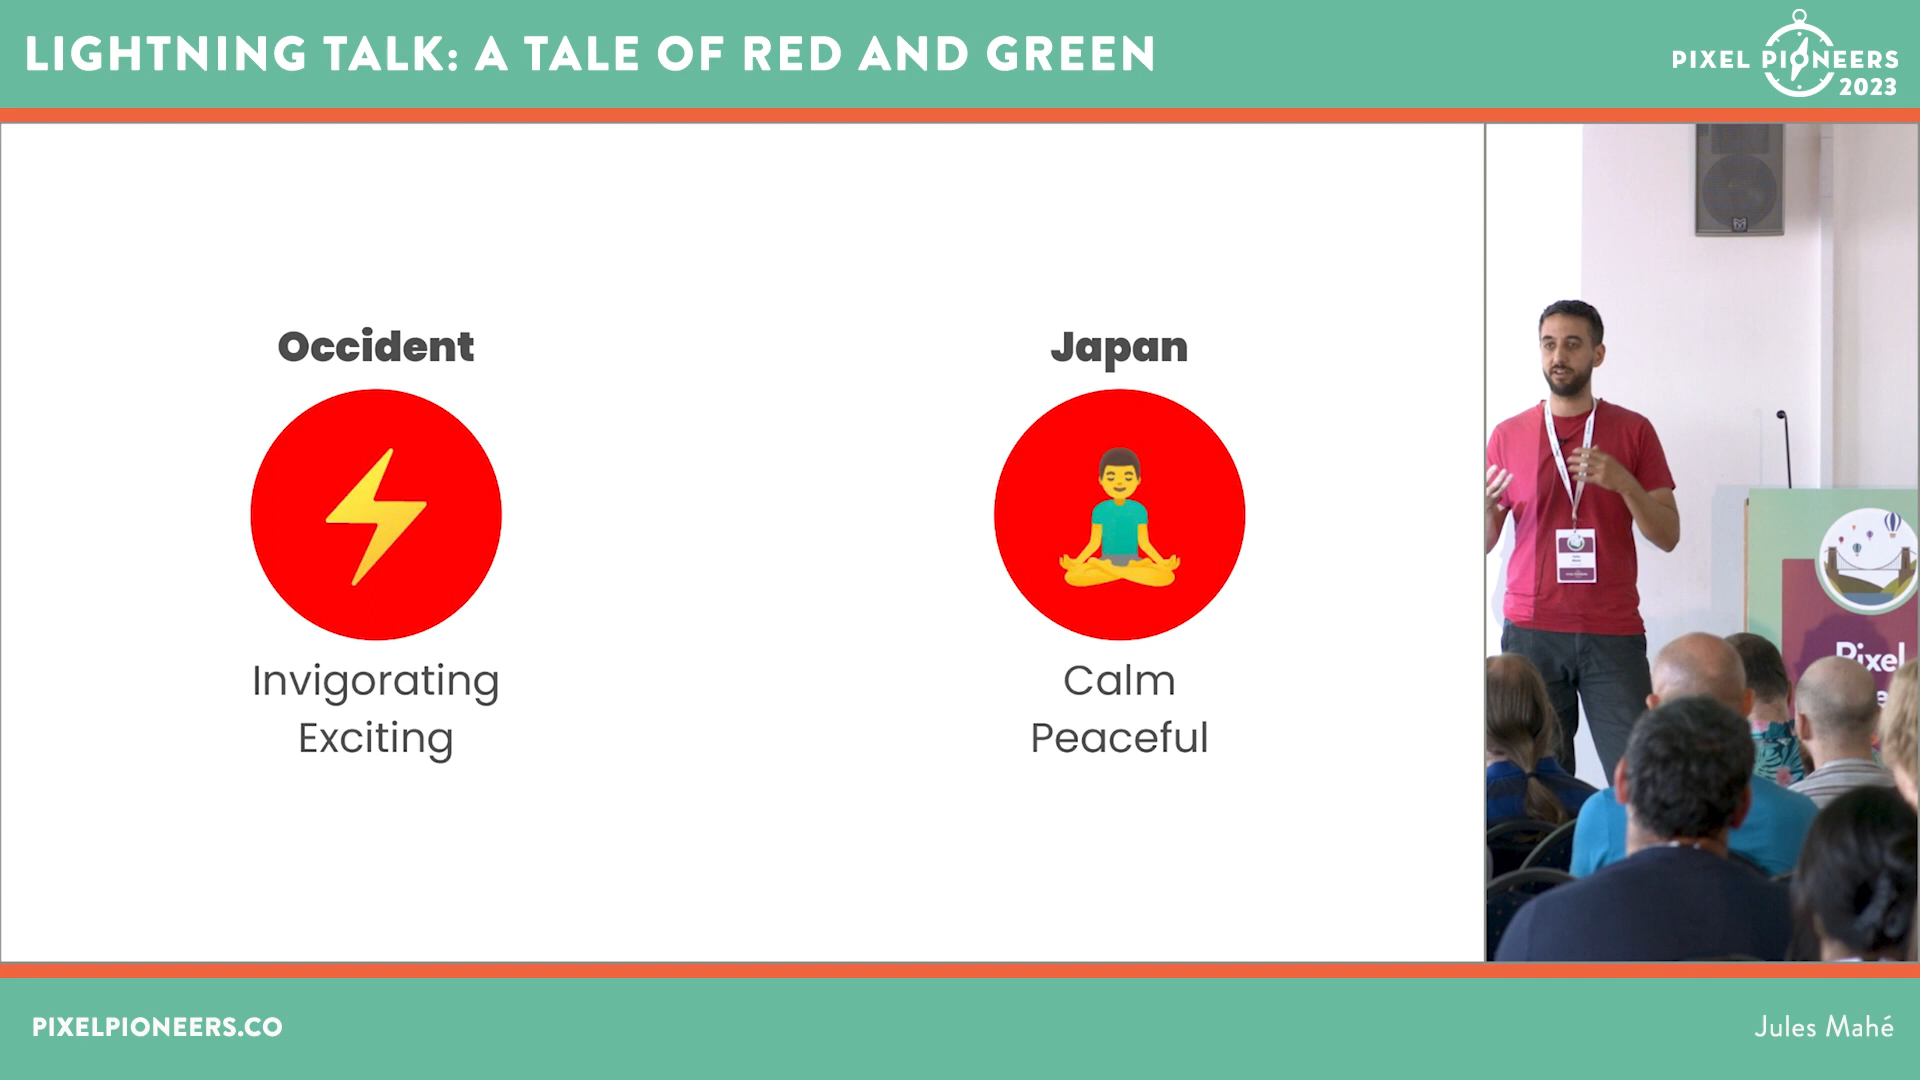 LIGHTNING TALK: A TALE OF RED AND GREEN
PIXEL PIONEERS
2023
Occident
Japan
Invigorating
Exciting
Calm
Peaceful
Pixel
PIXELPIONEERS.CO
Jules Mahé